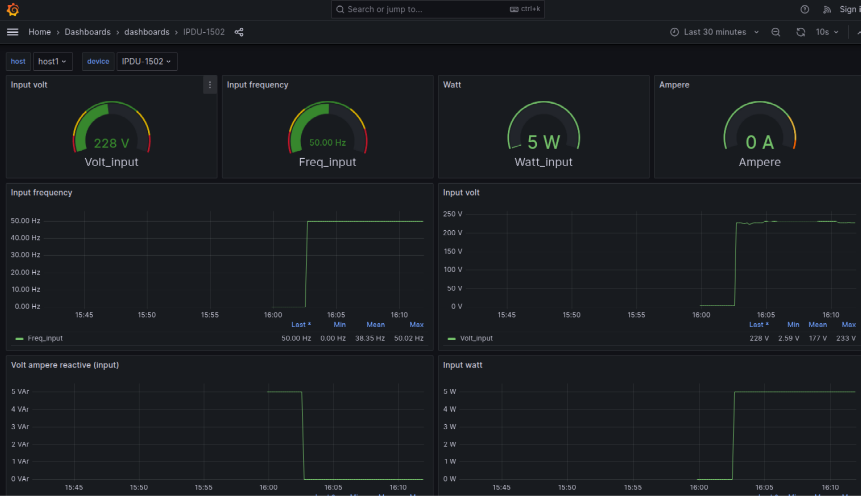 Search or jump to... ctrl+k Sign i
Home > Dashboards > dashboards > IPDU-1502 Last 30 minutes 10s
host host1 device IPDU-1502
Input volt Input frequency Watt Ampere
228 V 50.00 Hz 5 W 0 A
Volt_input Freq_input Watt_input Ampere
Input frequency
50.00 Hz
40.00 Hz
30.00 Hz
20.00 Hz
10.00 Hz
0.00 Hz
15:45 15:50 15:55 16:00 16:05 16:10
Last * Min Mean Max
Freq_input 50.00 Hz 0.00 Hz 38.35 Hz 50.02 Hz
Input volt
250 V
200 V
150 V
100 V
50 V
0 V
15:45 15:50 15:55 16:00 16:05 16:10
Last * Min Mean Max
Volt_input 228 V 2.59 V 177 V 233 V
Volt ampere reactive (input)
5 VAr
4 VAr
3 VAr
2 VAr
1 VAr
0 VAr
15:45 15:50 15:55 16:00 16:05 16:10
Input watt
5 W
4 W
3 W
2 W
1 W
0 W
15:45 15:50 15:55 16:00 16:05 16:10